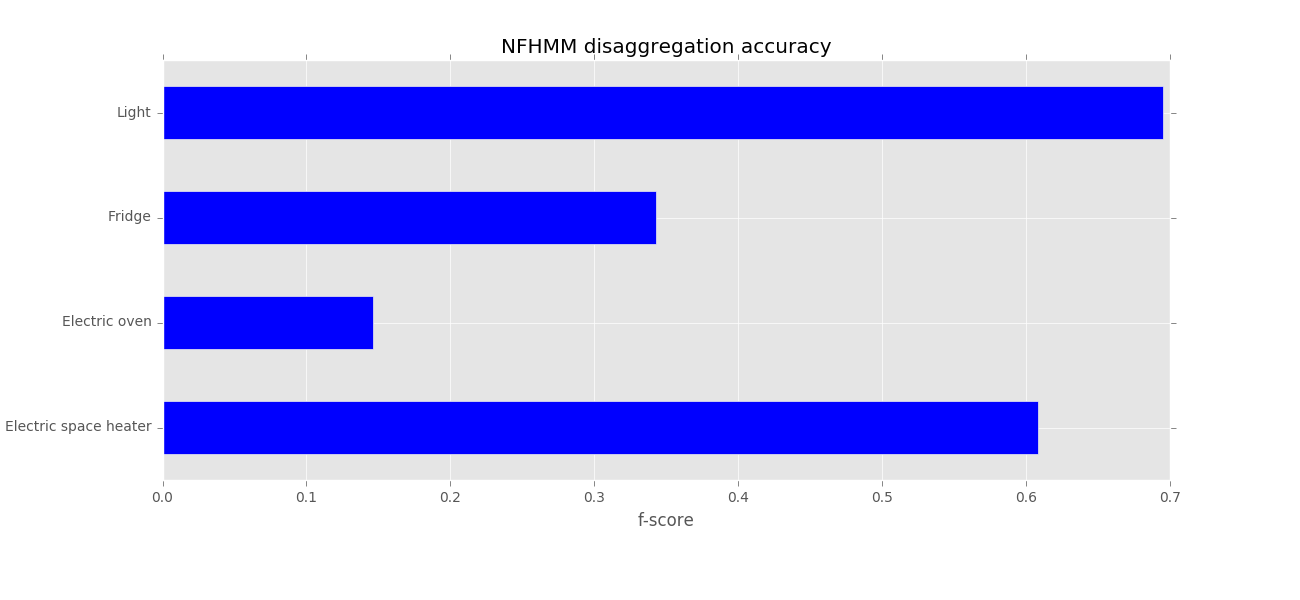 NFHMM disaggregation accuracy
Light
Fridge
Electric oven
Electric space heater
0.0 0.1 0.2 0.3 0.4 0.5 0.6 0.7
f-score